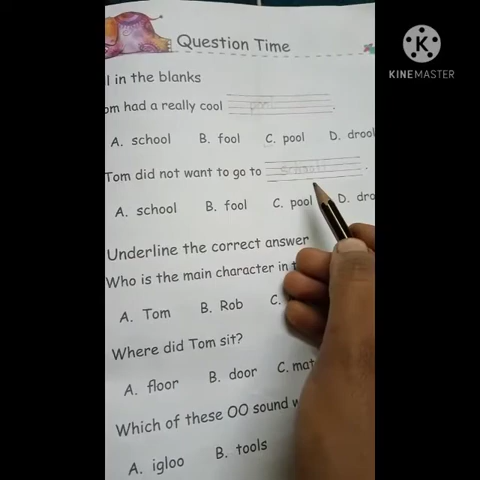 Question Time
KINEMASTER
l in the blanks
om had a really cool pool.
A. school B. fool C. pool D. drool
Tom did not want to go to school.
A. school B. fool C. pool D. dro
Underline the correct answer
Who is the main character in t
A. Tom B. Rob C.
Where did Tom sit?
A. floor B. door C. mat
Which of these OO sound w
A. igloo B. tools